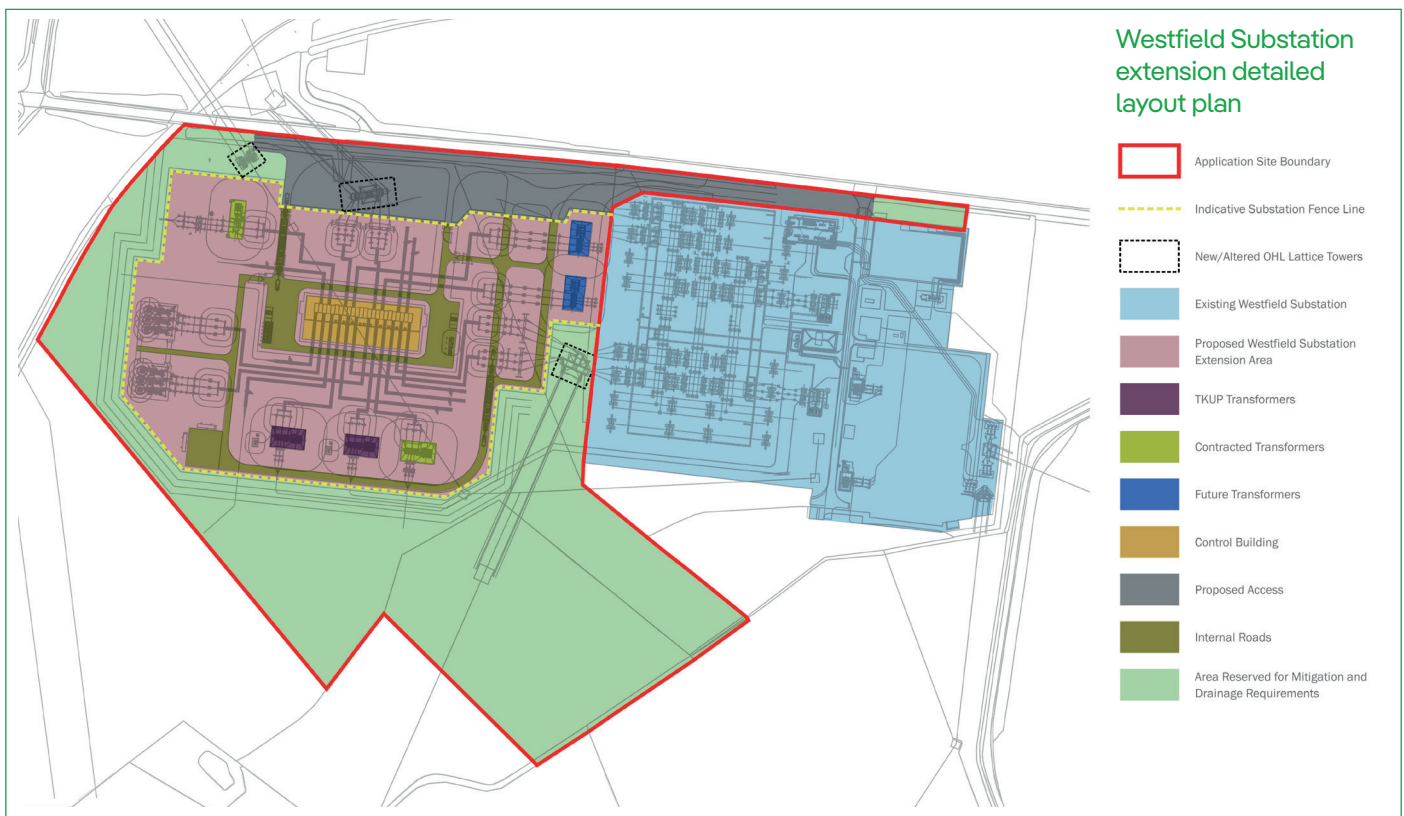 Westfield Substation
extension detailed
layout plan
Application Site Boundary
Indicative Substation Fence Line
New/Altered OHL Lattice Towers
Existing Westfield Substation
Proposed Westfield Substation
Extension Area
TKUP Transformers
Contracted Transformers
Future Transformers
Control Building
Proposed Access
Internal Roads
Area Reserved for Mitigation and
Drainage Requirements